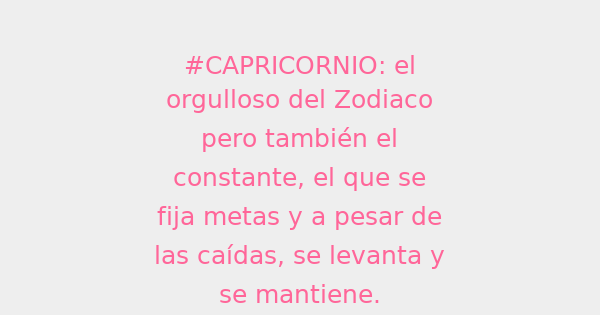 #CAPRICORNIO: el
orgulloso del Zodiaco
pero también el
constante, el que se
fija metas y a pesar de
las caídas, se levanta y
se mantiene.